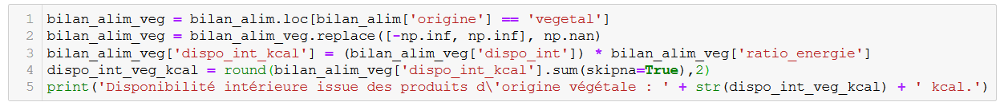 1 bilan_alim_veg = bilan_alim.loc[bilan_alim['origine'] == 'vegetal']
2 bilan_alim_veg = bilan_alim_veg.replace([-np.inf, np.inf], np.nan)
3 bilan_alim_veg['dispo_int_kcal'] = (bilan_alim_veg['dispo_int']) * bilan_alim_veg['ratio_energie']
4 dispo_int_veg_kcal = round(bilan_alim_veg['dispo_int_kcal'].sum(skipna=True),2)
5 print('Disponibilité intérieure issue des produits d\'origine végétale : ' + str(dispo_int_veg_kcal) + ' kcal.')